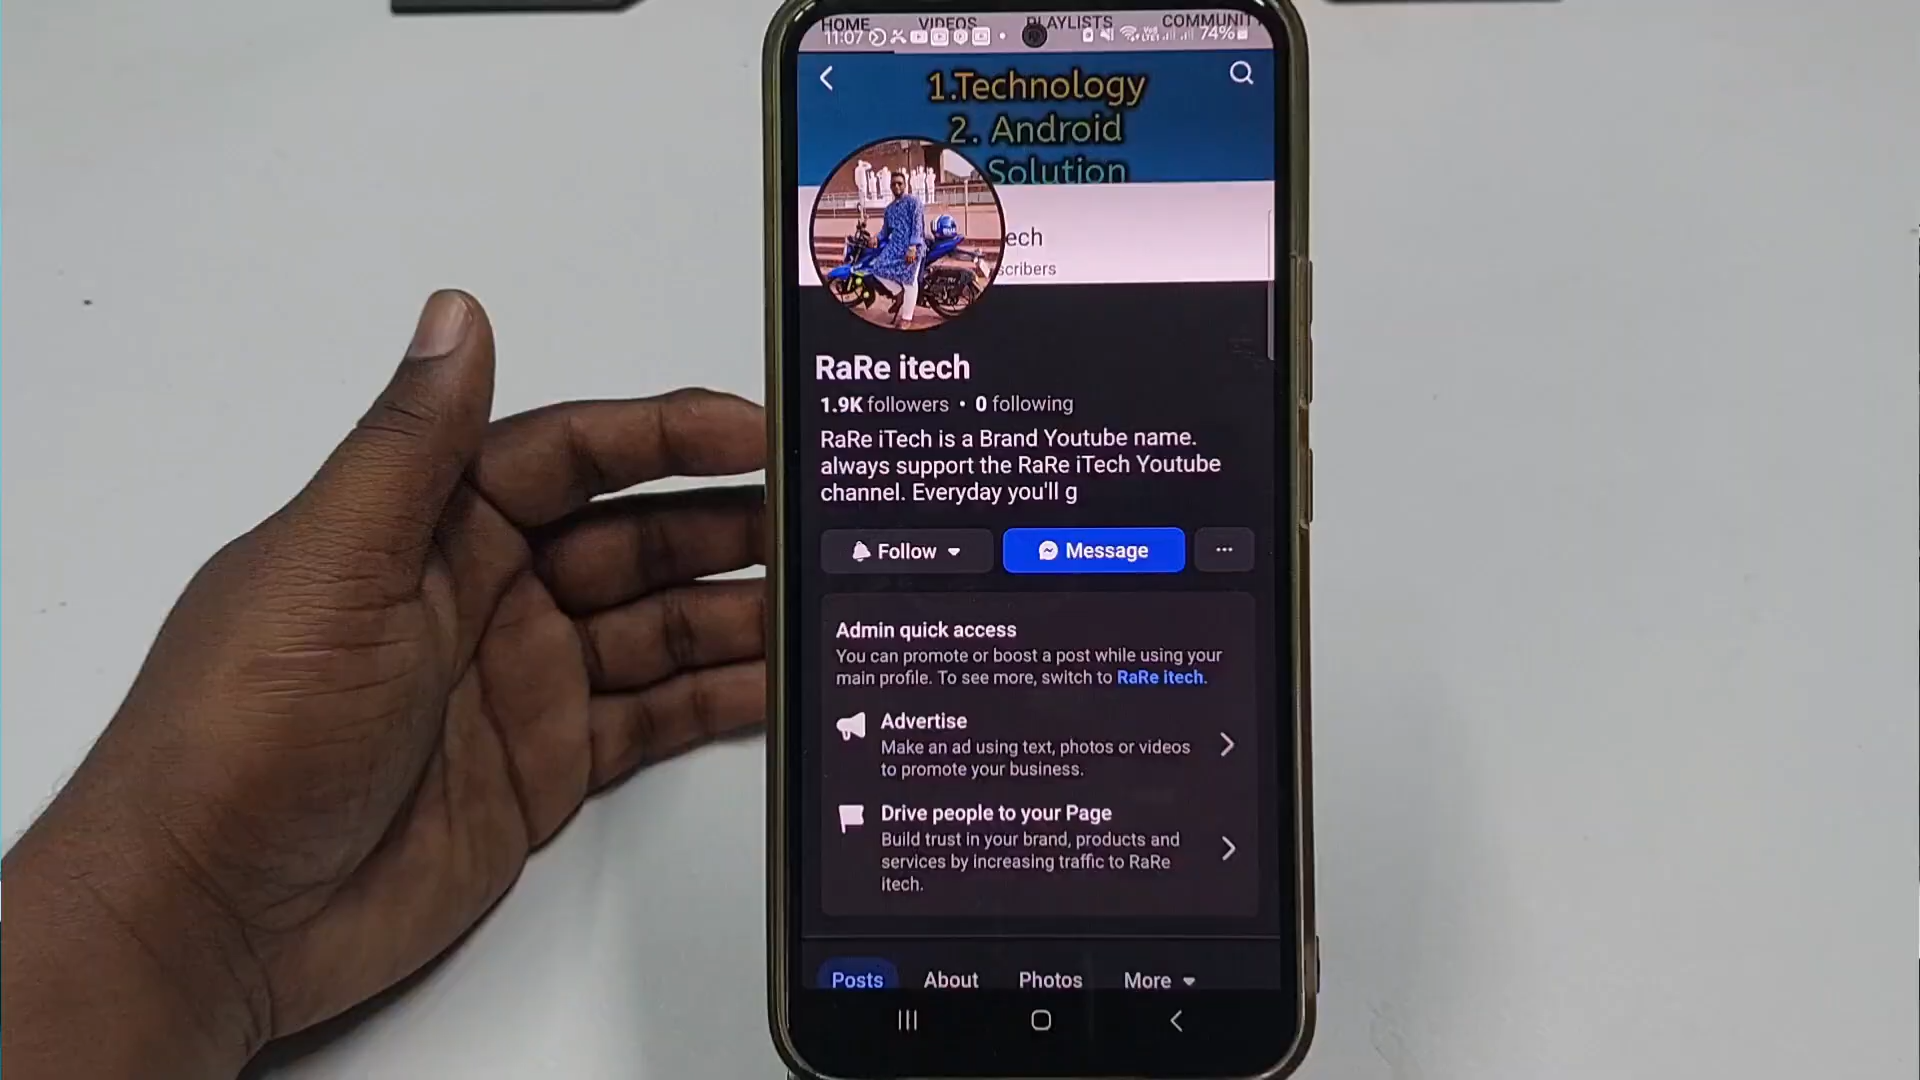 HOME VIDEOS PLAYLISTS COMMUNIT
11:07 74%
1.Technology
2. Android
Solution
ech
scribers
RaRe itech
1.9K followers • 0 following
RaRe iTech is a Brand Youtube name.
always support the RaRe iTech Youtube
channel. Everyday you'll g
Follow Message ...
Admin quick access
You can promote or boost a post while using your
main profile. To see more, switch to RaRe itech.
Advertise
Make an ad using text, photos or videos
to promote your business.
Drive people to your Page
Build trust in your brand, products and
services by increasing traffic to RaRe
itech.
Posts About Photos More